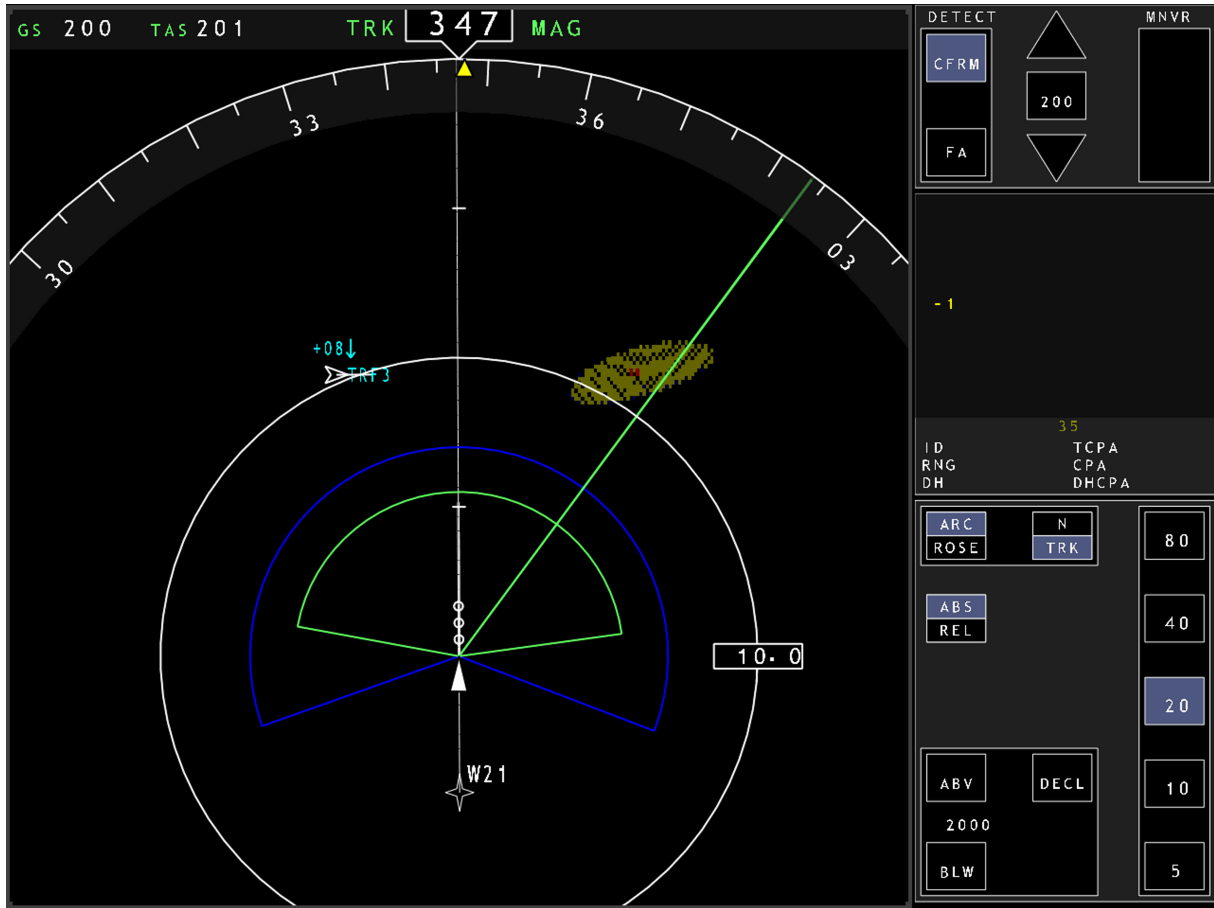 GS 200 TAS 201 TRK 347 MAG
33
36
30
03
+08↓
TRF3
10.0
W21
DETECT MNVR
CFRM
200
FA
-1
35
ID TCPA
RNG CPA
DH DHCPA
ARC N
ROSE TRK
80
ABS
REL
40
20
ABV DECL
10
2000
BLW
5